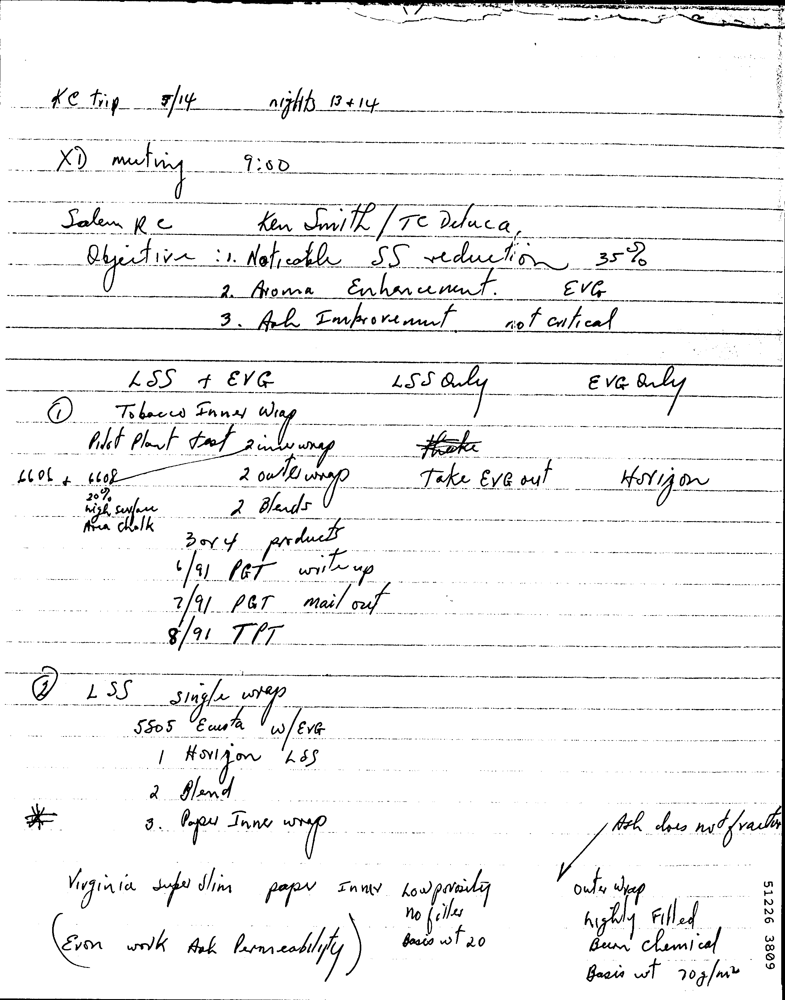 KC trip 5/14 nights 13 + 14
XD meeting 9:00
Salem RC Ken Smith / TC Deluca,
Objective : 1. Noticable SS reduction 35%
2. Aroma Enhancement. EVG
3. Ash Improvement not critical
LSS + EVG LSS Only EVG Only
① Tobacco Inner Wrap
Pilot Plant test 2 inner wrap
6606 + 6608 2 outer wrap Take EVG out Horizon
20%
high surface 2 Blends
Area chalk
3 or 4 products
6/91 PGT write up
7/91 PGT mail out
8/91 TPT
② LSS single wrap
5505 Ecusta w/EVG
1 Horizon LSS
2 Blend
* 3. Paper Inner wrap
Ash does not
Virginia Super Slim paper Inner Low porosity
no filler
Basis wt 20
(work Ash Permeability)
outer wrap
highly Filled
Burn chemical
Basis wt 70g/m²
51226 3809